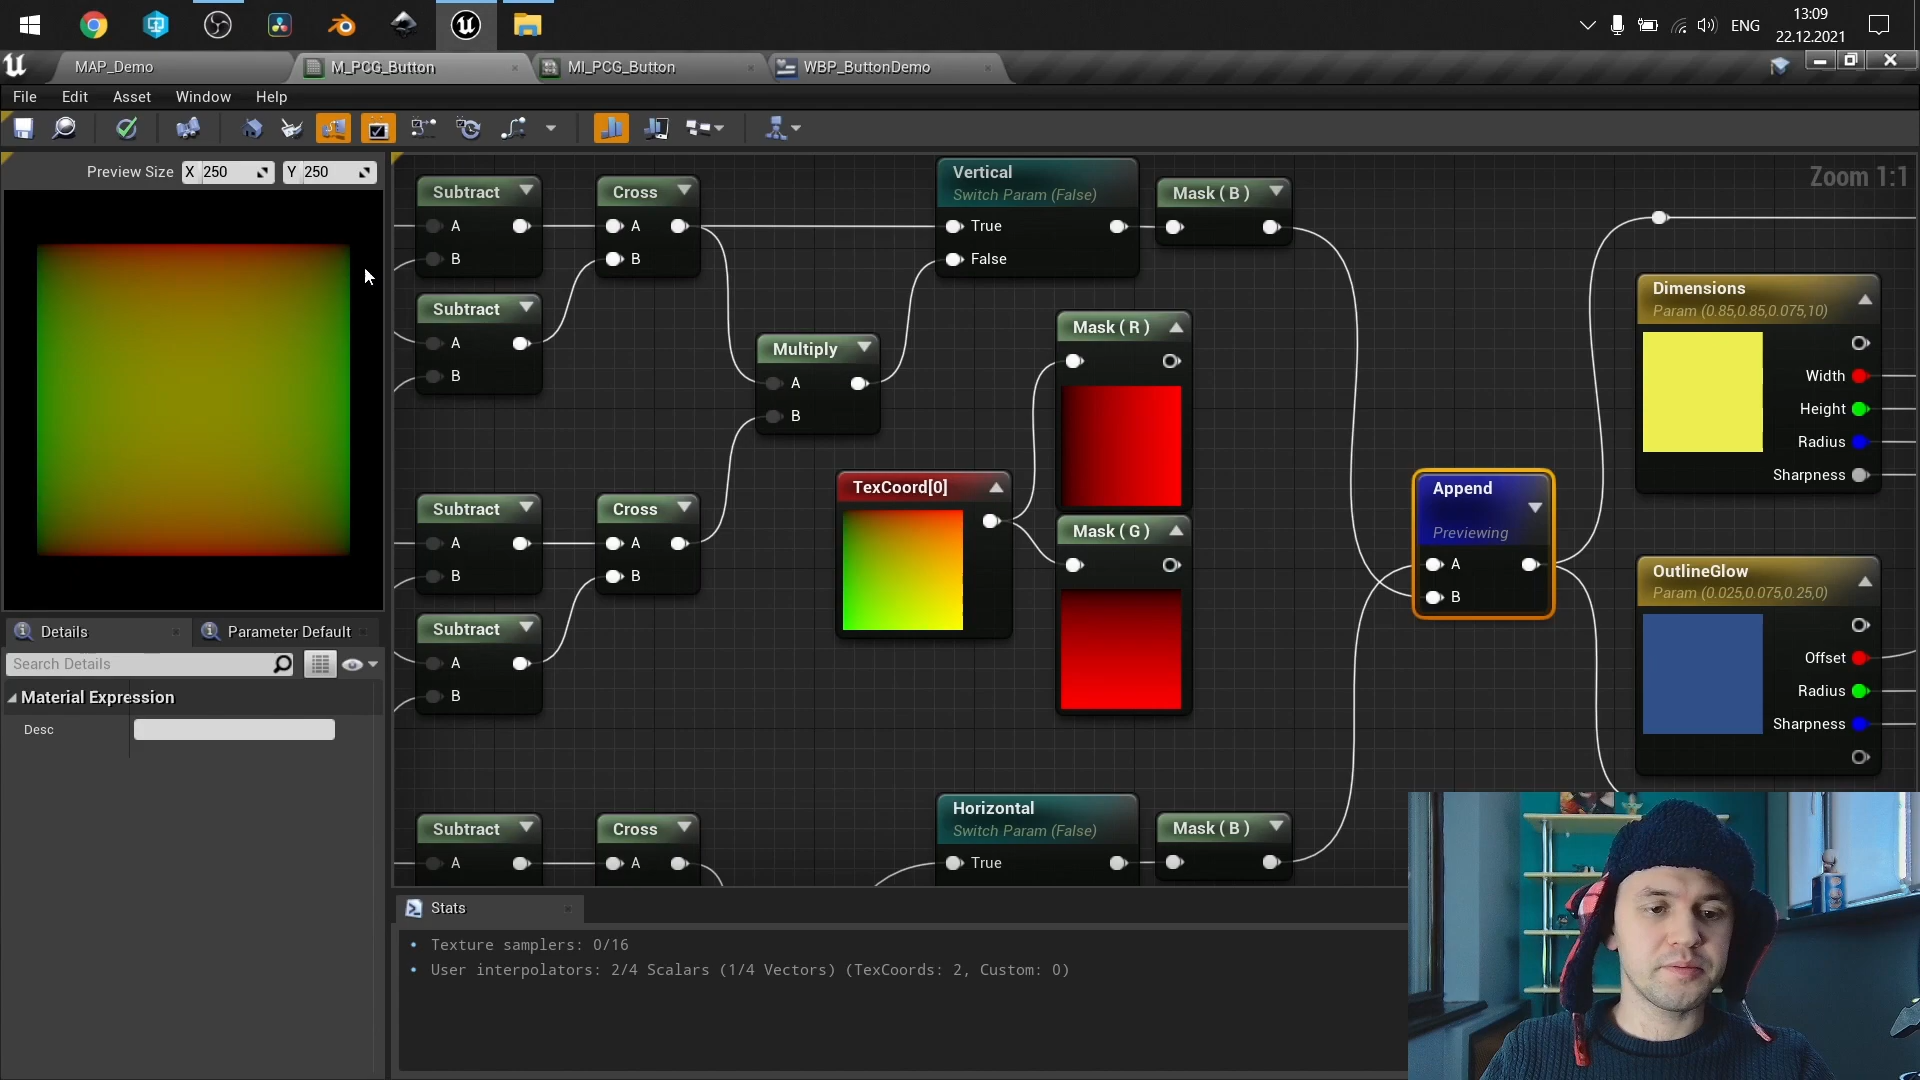 ENG
13:09
22.12.2021
MAP_Demo
M_PCG_Button
MI_PCG_Button
WBP_ButtonDemo
File Edit Asset Window Help
Preview Size X 250 Y 250
Zoom 1:1
Subtract
A
B
Cross
A
B
Vertical
Switch Param (False)
True
False
Mask ( B )
Subtract
A
B
Multiply
A
B
Mask ( R )
TexCoord[0]
Mask ( G )
Subtract
A
B
Cross
A
B
Subtract
A
B
Append
Previewing
A
B
Dimensions
Param (0.85,0.85,0.075,10)
Width
Height
Radius
Sharpness
OutlineGlow
Param (0.025,0.075,0.25,0)
Offset
Radius
Sharpness
Subtract
A
Cross
A
Horizontal
Switch Param (False)
True
Mask ( B )
Details
Parameter Default
Search Details
Material Expression
Desc
Stats
Texture samplers: 0/16
User interpolators: 2/4 Scalars (1/4 Vectors) (TexCoords: 2, Custom: 0)